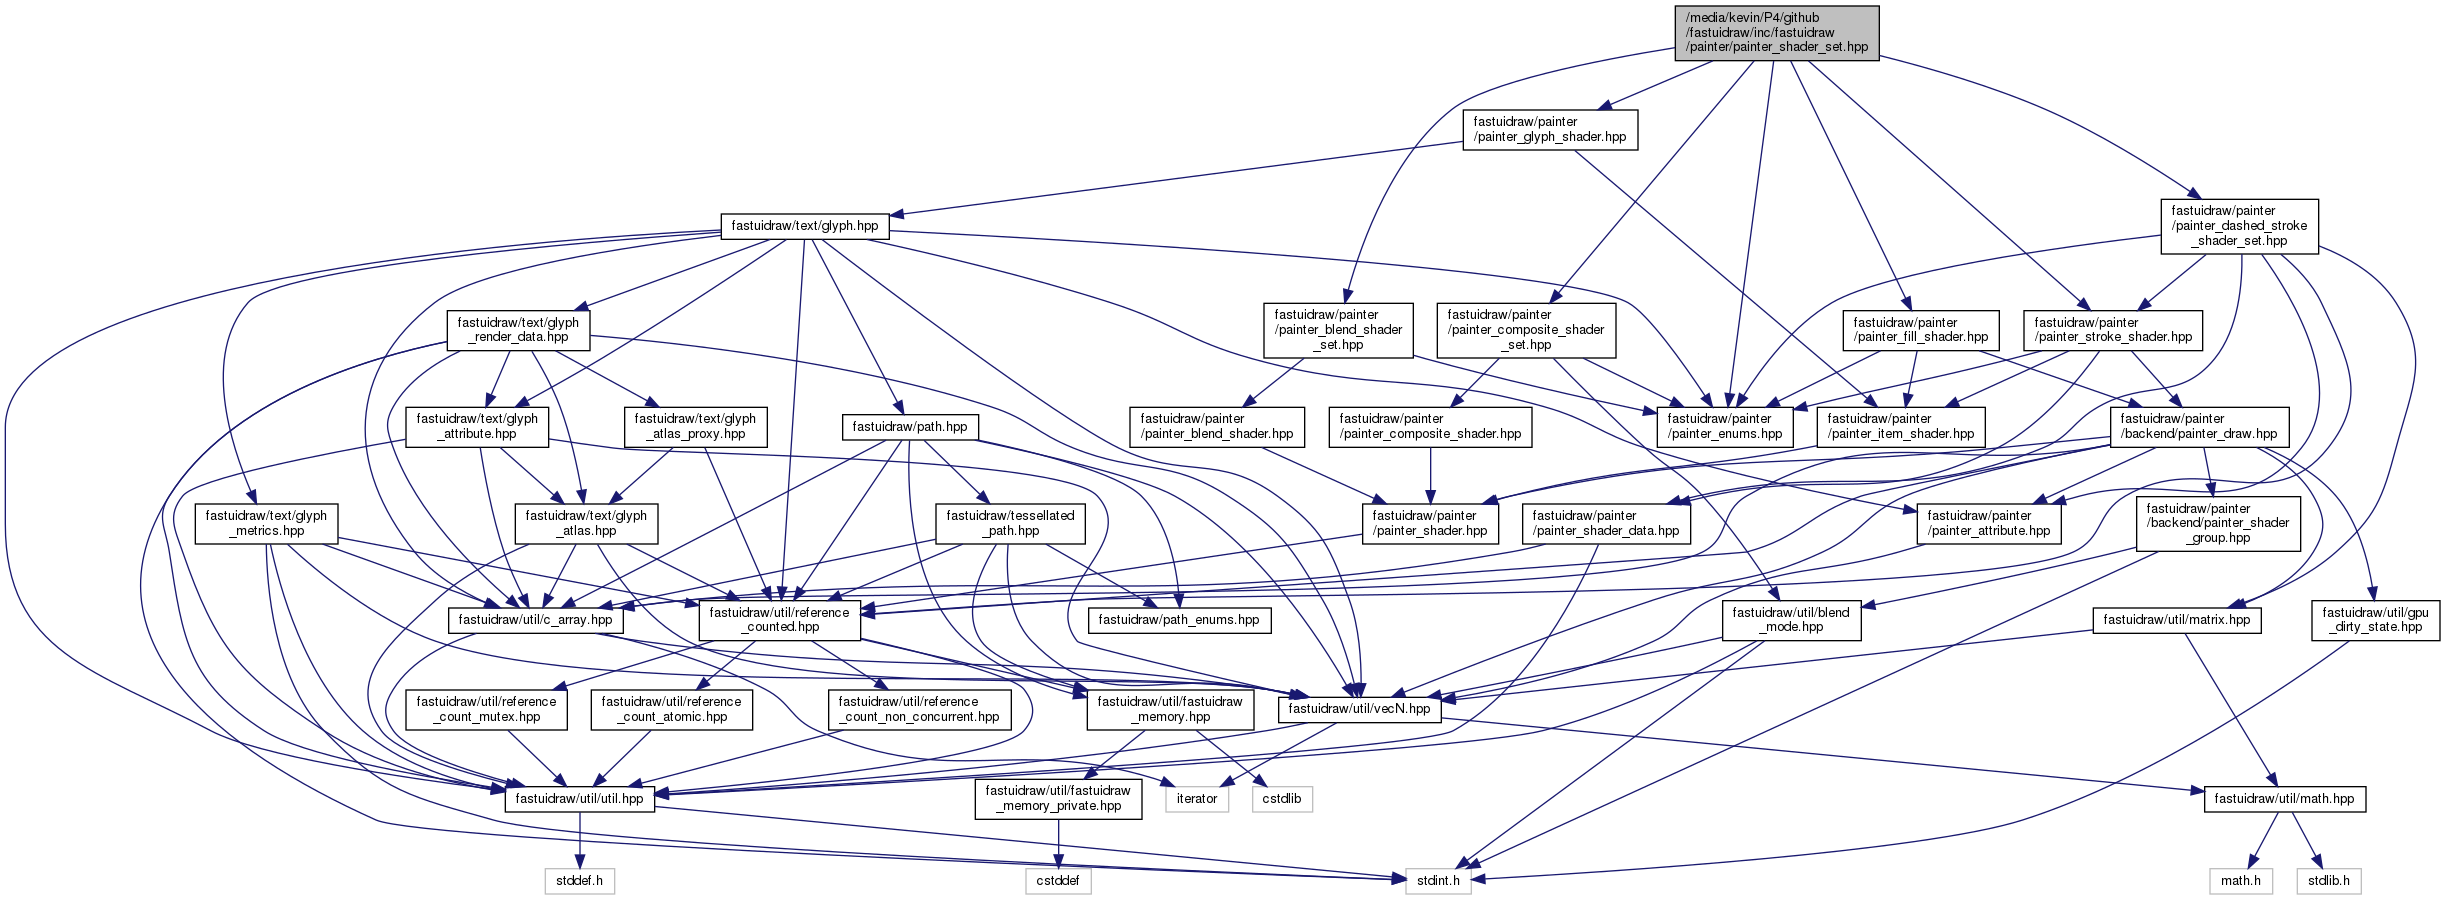 /media/kevin/P4/github
/fastuidraw/inc/fastuidraw
/painter/painter_shader_set.hpp
fastuidraw/painter
/painter_glyph_shader.hpp
fastuidraw/text/glyph.hpp
fastuidraw/painter
/painter_dashed_stroke
_shader_set.hpp
fastuidraw/text/glyph
_render_data.hpp
fastuidraw/painter
/painter_blend_shader
_set.hpp
fastuidraw/painter
/painter_composite_shader
_set.hpp
fastuidraw/painter
/painter_fill_shader.hpp
fastuidraw/painter
/painter_stroke_shader.hpp
fastuidraw/text/glyph
_attribute.hpp
fastuidraw/text/glyph
_atlas_proxy.hpp
fastuidraw/path.hpp
fastuidraw/painter
/painter_blend_shader.hpp
fastuidraw/painter
/painter_composite_shader.hpp
fastuidraw/painter
/painter_enums.hpp
fastuidraw/painter
/painter_item_shader.hpp
fastuidraw/painter
/backend/painter_draw.hpp
fastuidraw/text/glyph
_metrics.hpp
fastuidraw/text/glyph
_atlas.hpp
fastuidraw/tessellated
_path.hpp
fastuidraw/painter
/painter_shader.hpp
fastuidraw/painter
/painter_shader_data.hpp
fastuidraw/painter
/painter_attribute.hpp
fastuidraw/painter
/backend/painter_shader
_group.hpp
fastuidraw/util/c_array.hpp
fastuidraw/util/reference
_counted.hpp
fastuidraw/path_enums.hpp
fastuidraw/util/blend
_mode.hpp
fastuidraw/util/matrix.hpp
fastuidraw/util/gpu
_dirty_state.hpp
fastuidraw/util/reference
_count_mutex.hpp
fastuidraw/util/reference
_count_atomic.hpp
fastuidraw/util/reference
_count_non_concurrent.hpp
fastuidraw/util/fastuidraw
_memory.hpp
fastuidraw/util/vecN.hpp
fastuidraw/util/util.hpp
fastuidraw/util/fastuidraw
_memory_private.hpp
iterator
cstdlib
fastuidraw/util/math.hpp
stddef.h
cstddef
stdint.h
math.h
stdlib.h